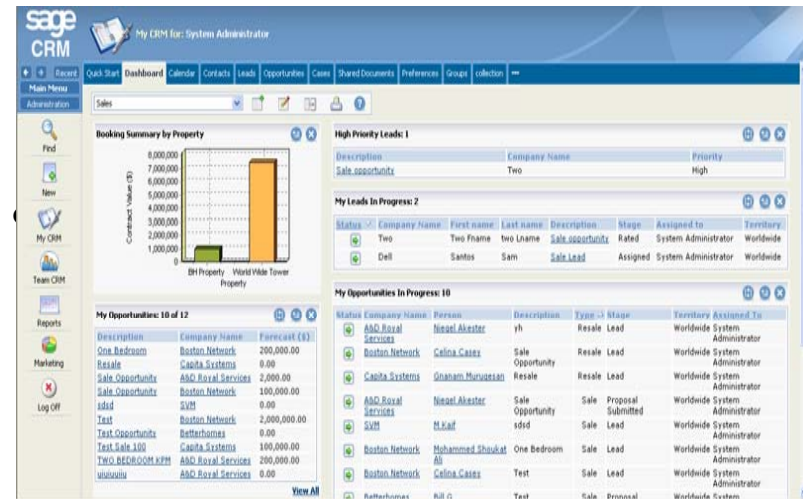 sage
CRM
My CRM for: System Administrator
Recent
Main Menu
Administration
Find
New
My CRM
Team CRM
Reports
Marketing
Log Off
Quick Start Dashboard Calendar Contacts Leads Opportunities Cases Shared Documents Preferences Groups collection
Sales
Booking Summary by Property
Contract Value ($)
8,000,000
7,000,000
6,000,000
5,000,000
4,000,000
3,000,000
2,000,000
1,000,000
0
BH Property World Wide Tower
Property
High Priority Leads: 1
Description Company Name Priority
Sale opportunity Two High
My Leads In Progress: 2
Status Company Name First name Last name Description Stage Assigned to Territory
Two Two Fname two Lname Sale opportunity Rated System Administrator Worldwide
Dell Santos Sam Sale Lead Assigned System Administrator Worldwide
My Opportunities: 10 of 12
Description Company Name Forecast ($)
One Bedroom Boston Network 200,000.00
Resale Capita Systems 0.00
Sale Opportunity A&D Royal Services 2,000.00
Sale Opportunity Boston Network 100,000.00
sdsd SVM 0.00
Test Boston Network 2,000,000.00
Test Opportunity Betterhomes 0.00
Test Sale 100 Capita Systems 100,000.00
TWO BEDROOM KPM A&D Royal Services 200,000.00
A&D Royal Services 0.00
View All
My Opportunities In Progress: 10
Status Company Name Person Description Type Stage Territory Assigned To
A&D Royal Niegel Akester yh Resale Lead Worldwide System
Services Administrator
Boston Network Celina Cases Sale Resale Lead Worldwide System
Opportunity Administrator
Capita Systems Gnanam Murugesan Resale Resale Lead Worldwide System
Administrator
A&D Royal Niegel Akester Sale Sale Proposal Worldwide System
Services Opportunity Submitted Administrator
SVM M.Kaif sdsd Sale Lead Worldwide System
Administrator
Boston Network Mohammed Shoukat One Bedroom Sale Lead Worldwide System
Ali Administrator
Boston Network Celina Cases Test Sale Lead Worldwide System
Administrator
Betterhomes Bill G Test Sale Proposal Worldwide System